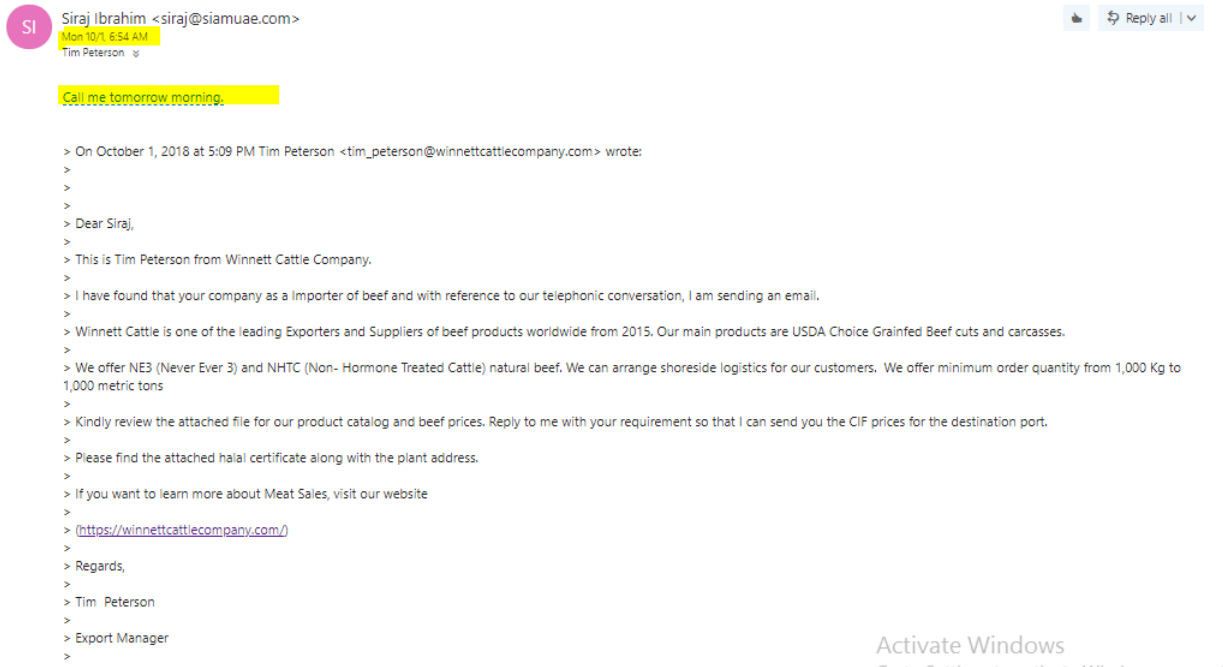 SI
Siraj Ibrahim <siraj@siamuae.com>
Mon 10/1, 6:54 AM
Tim Peterson
Reply all
Call me tomorrow morning.
> On October 1, 2018 at 5:09 PM Tim Peterson <tim_peterson@winnettcattlecompany.com> wrote:
>
>
>
> Dear Siraj,
>
> This is Tim Peterson from Winnett Cattle Company.
>
> I have found that your company as a Importer of beef and with reference to our telephonic conversation, I am sending an email.
>
> Winnett Cattle is one of the leading Exporters and Suppliers of beef products worldwide from 2015. Our main products are USDA Choice Grainfed Beef cuts and carcasses.
>
> We offer NE3 (Never Ever 3) and NHTC (Non- Hormone Treated Cattle) natural beef. We can arrange shoreside logistics for our customers.  We offer minimum order quantity from 1,000 Kg to
1,000 metric tons
>
> Kindly review the attached file for our product catalog and beef prices. Reply to me with your requirement so that I can send you the CIF prices for the destination port.
>
> Please find the attached halal certificate along with the plant address.
>
> If you want to learn more about Meat Sales, visit our website
>
> (https://winnettcattlecompany.com/)
>
> Regards,
>
> Tim  Peterson
>
> Export Manager
>
Activate Windows